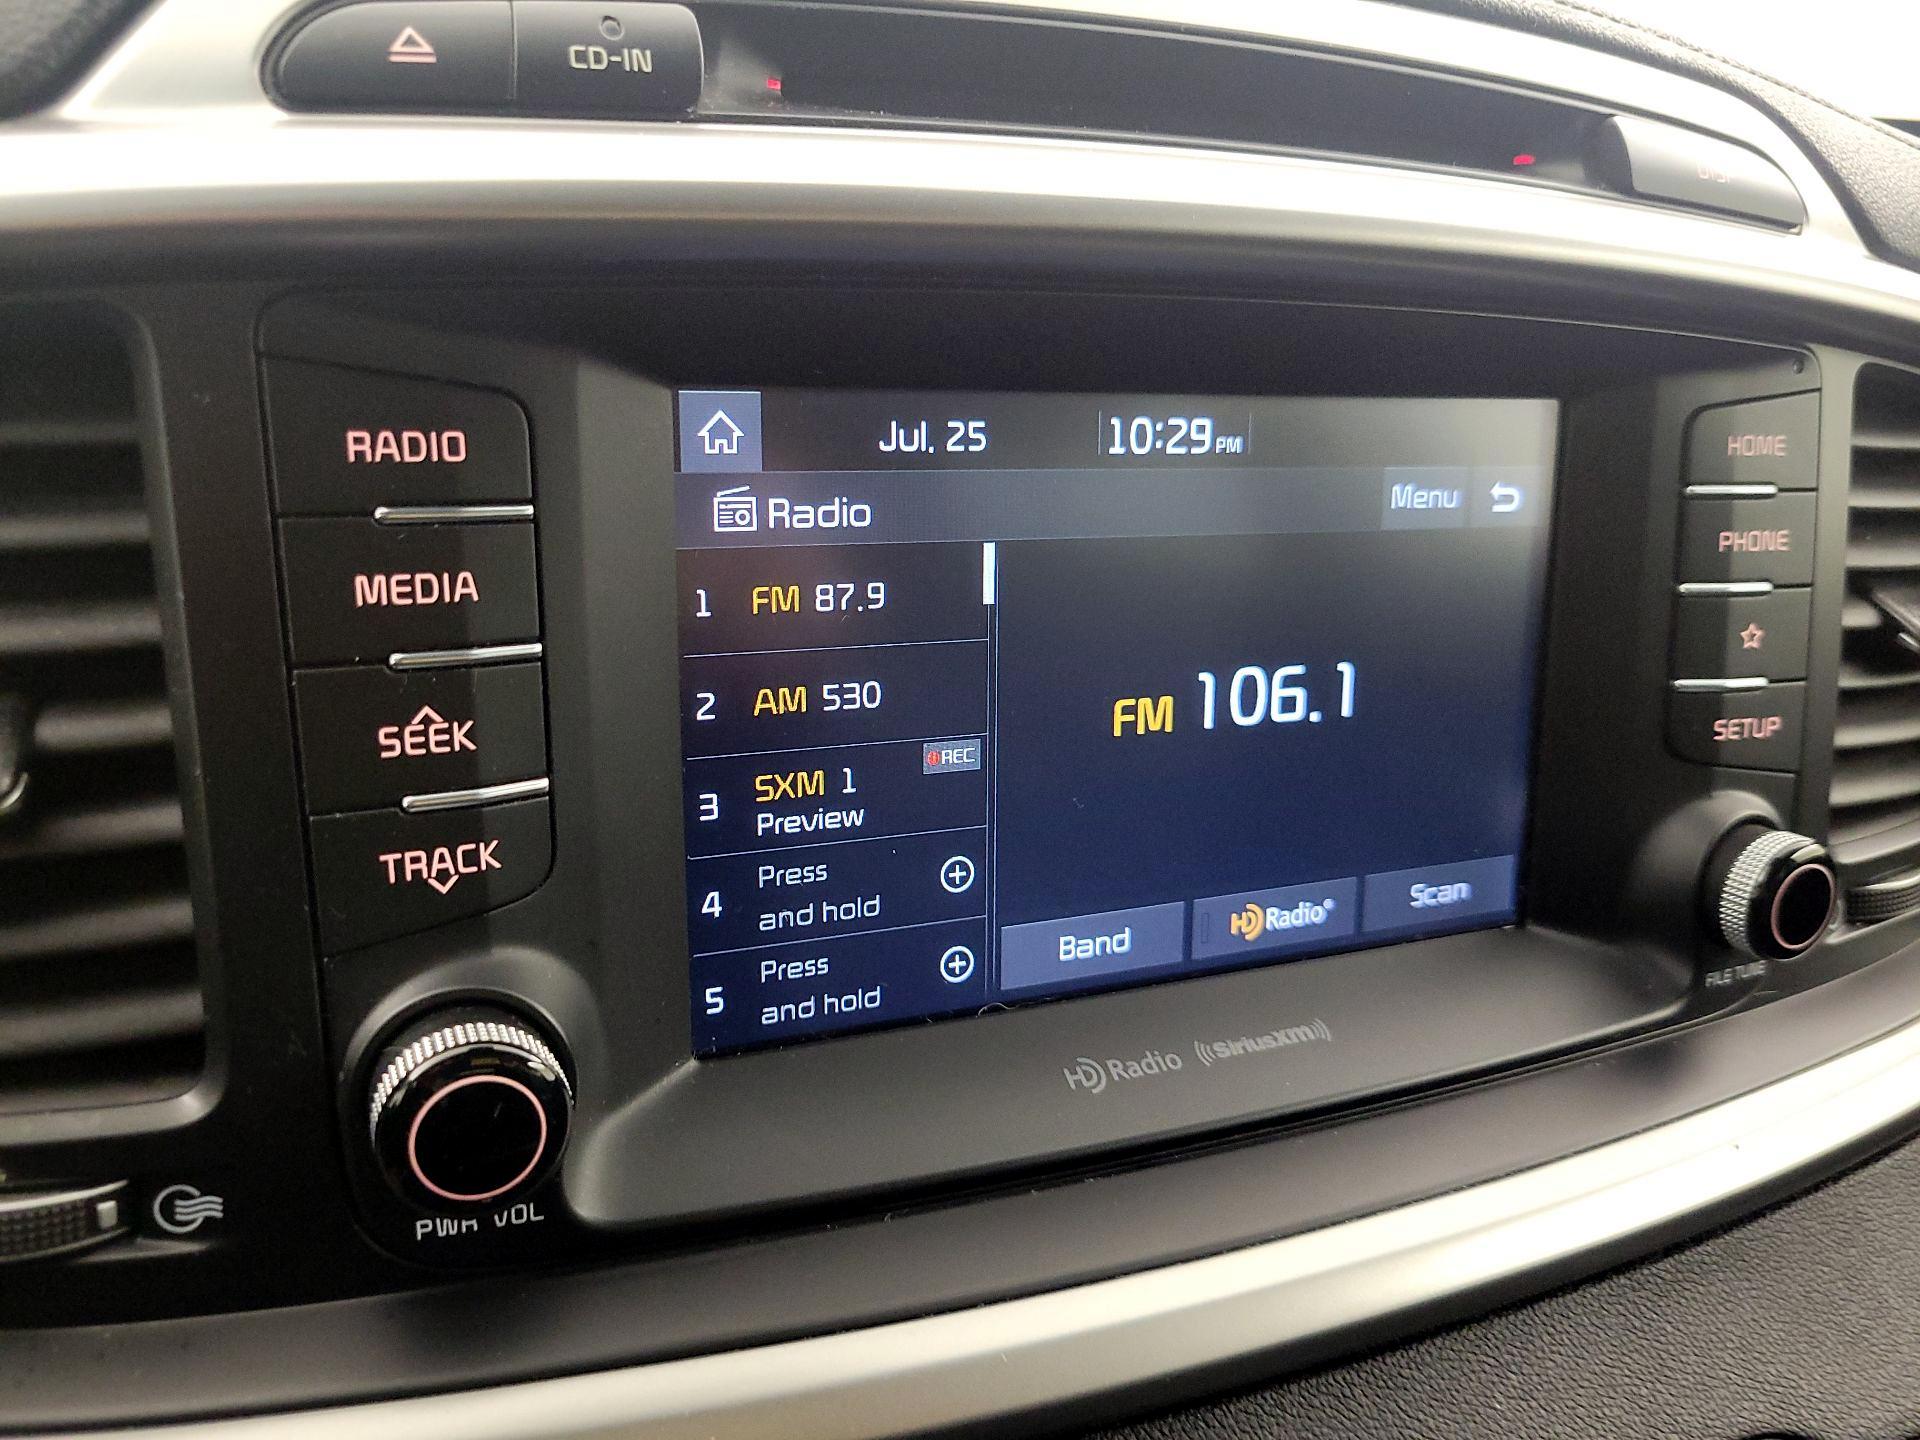 CD-IN
RADIO
MEDIA
SEEK
TRACK
PWR VOL
Jul. 25
10:29 PM
Radio
Menu
1 FM 87.9
2 AM 530
REC
3 SXM 1
Preview
4 Press
and hold
5 Press
and hold
FM 106.1
Band
HD Radio®
Scan
HD Radio ((SiriusXM))
HOME
PHONE
SETUP
FILE TUNE